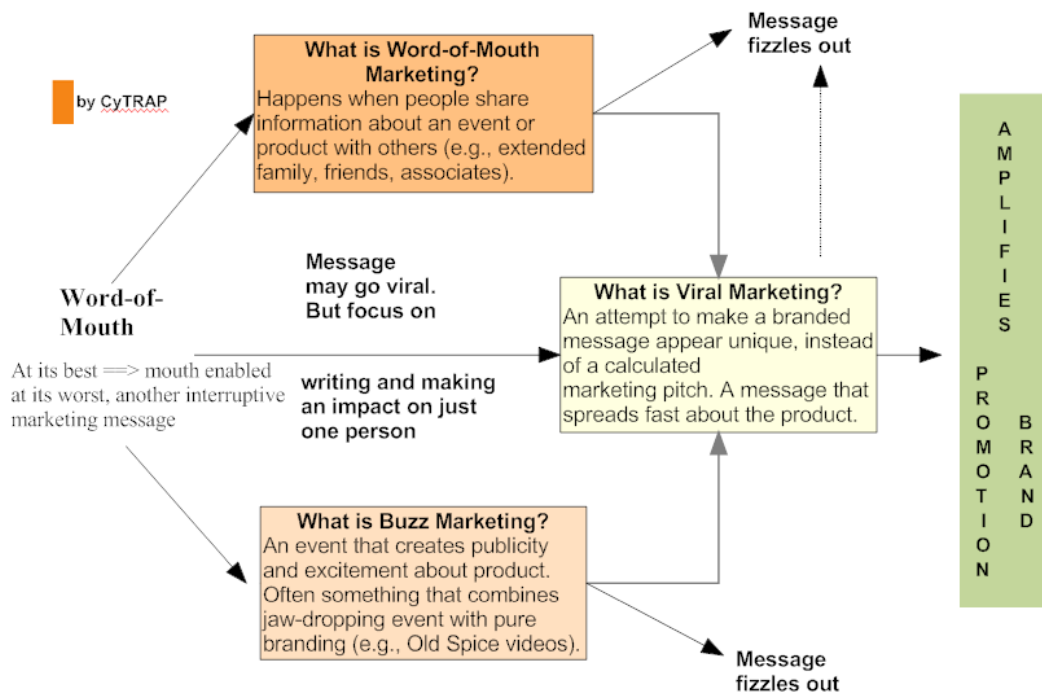 What is Word-of-Mouth
Marketing?
Happens when people share
information about an event or
product with others (e.g., extended
family, friends, associates).
Message
fizzles out
by CyTRAP
Word-of-
Mouth
At its best ==> mouth enabled
at its worst, another interruptive
marketing message
Message
may go viral.
But focus on
writing and making
an impact on just
one person
What is Viral Marketing?
An attempt to make a branded
message appear unique, instead
of a calculated
marketing pitch. A message that
spreads fast about the product.
What is Buzz Marketing?
An event that creates publicity
and excitement about product.
Often something that combines
jaw-dropping event with pure
branding (e.g., Old Spice videos).
Message
fizzles out
AMPLIFIES
PROMOTION
BRAND